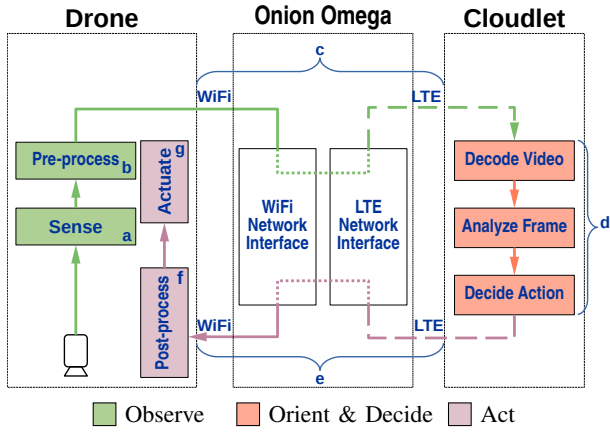 Drone
Onion Omega
Cloudlet
c
WiFi
LTE
Pre-process
b
Actuate
g
Sense
a
WiFi
Network
Interface
LTE
Network
Interface
Decode Video
Analyze Frame
Decide Action
d
Post-process
f
WiFi
LTE
e
Observe
Orient & Decide
Act